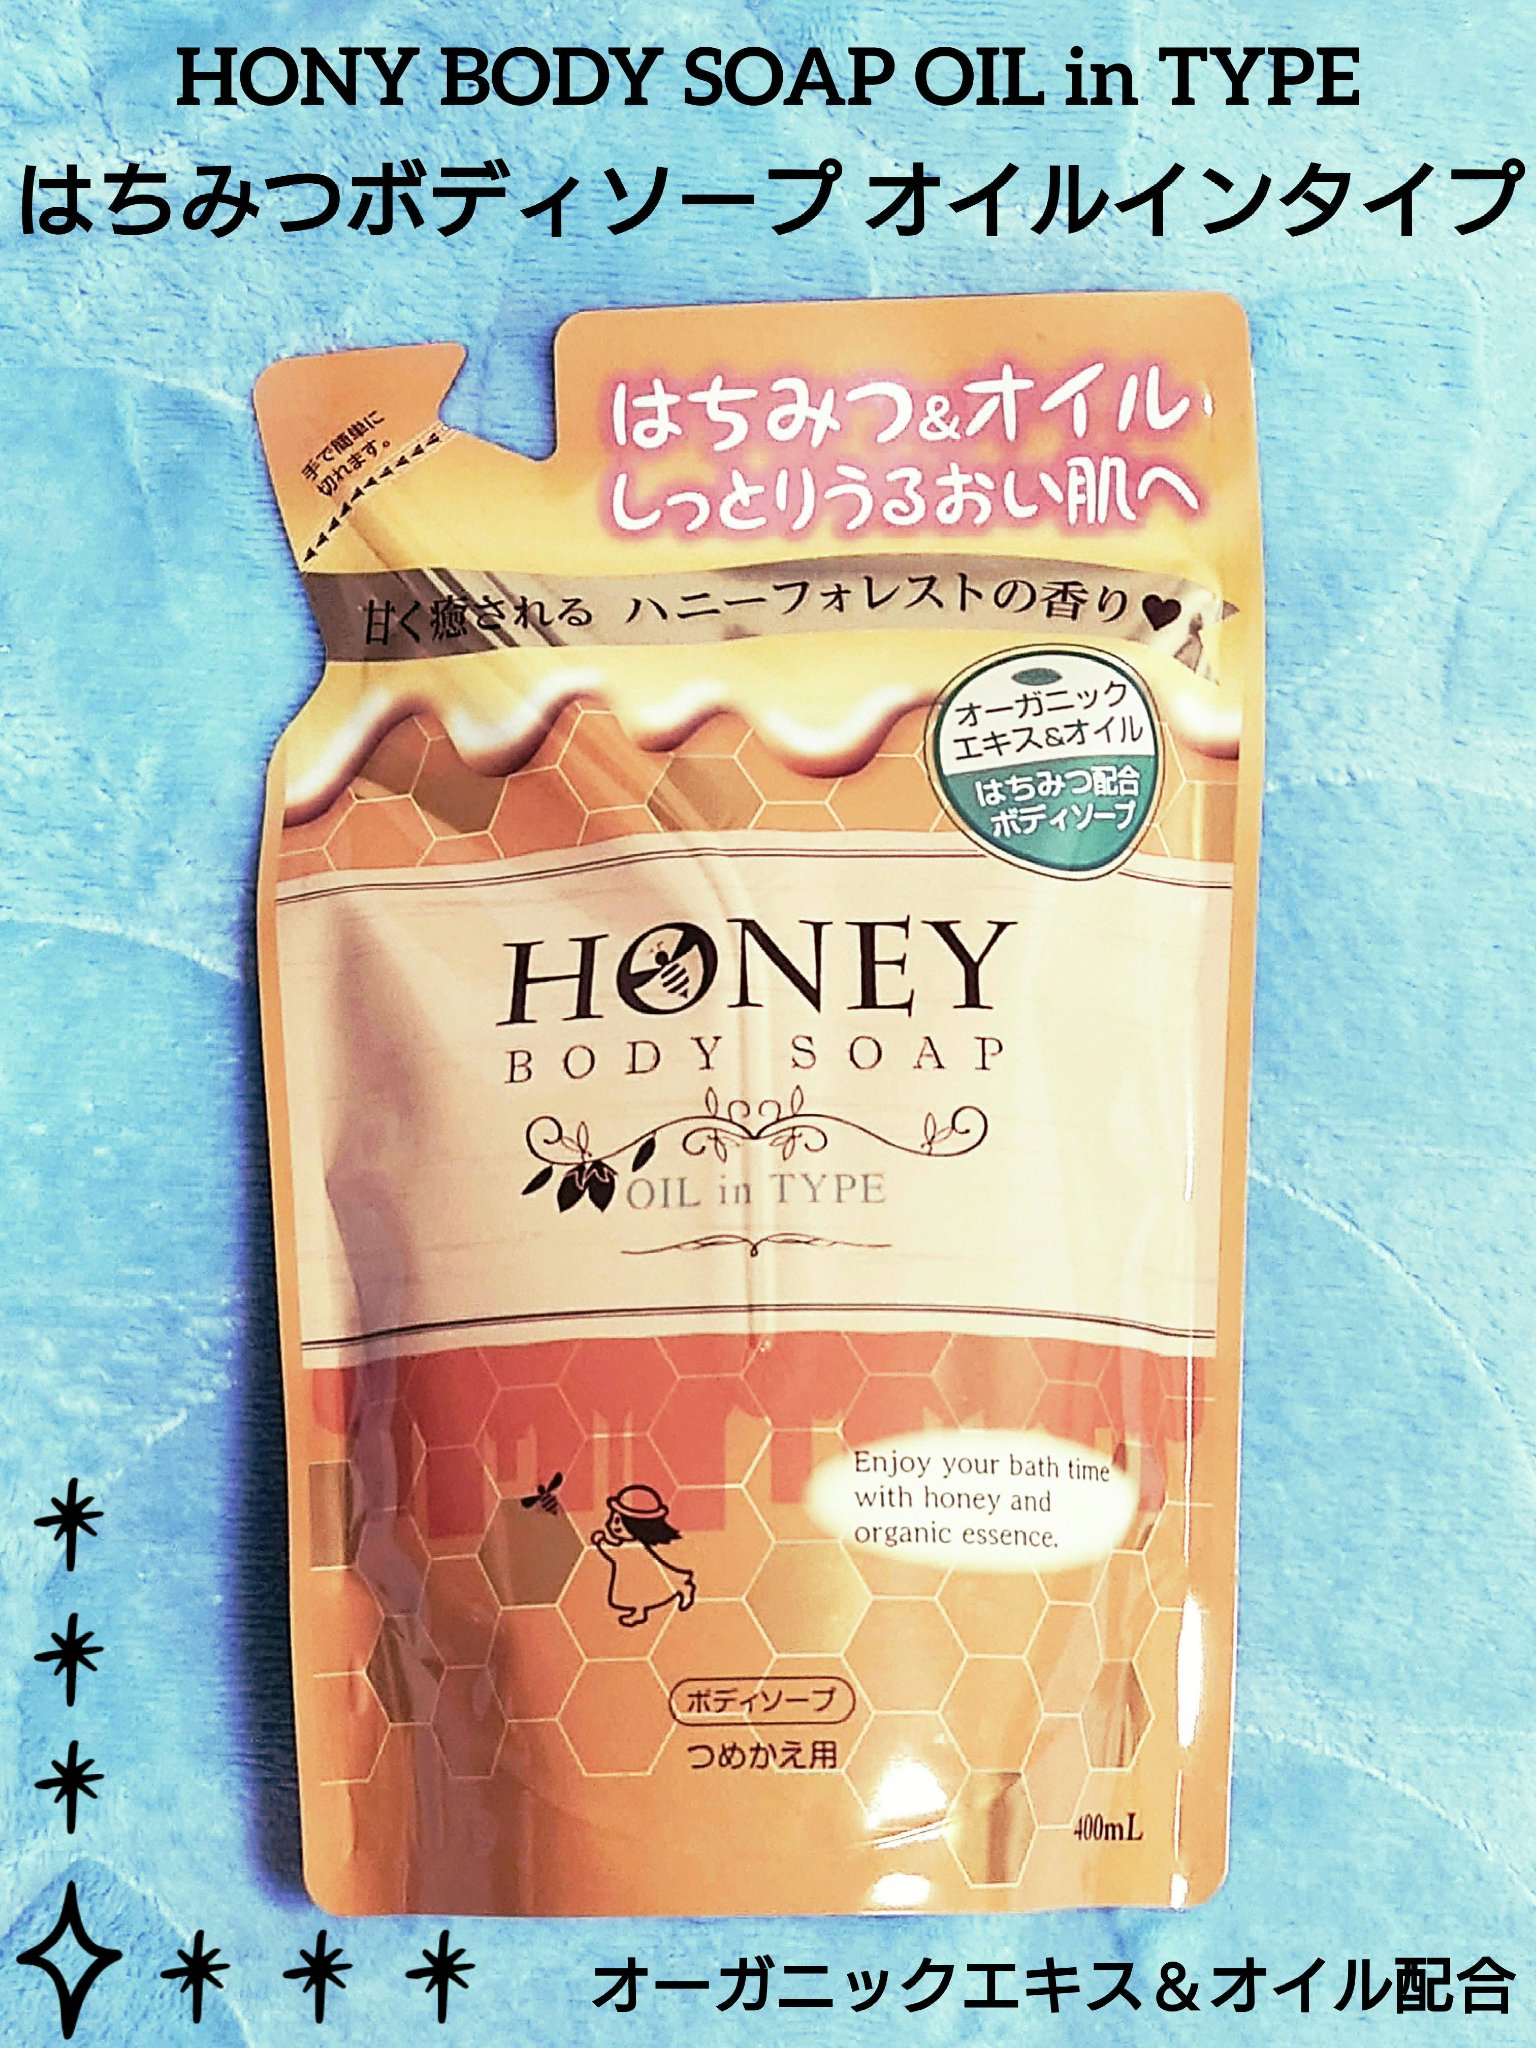 HONY BODY SOAP OIL in TYPE
はちみつボディソープ オイルインタイプ
手で簡単に
切れます。
はちみつ&オイル
しっとりうるおい肌へ
甘く癒される ハニーフォレストの香り♥
オーガニック
エキス&オイル
はちみつ配合
ボディソープ
HONEY
BODY SOAP
OIL in TYPE
Enjoy your bath time
with honey and
organic essence.
ボディソープ
つめかえ用
400mL
オーガニックエキス＆オイル配合